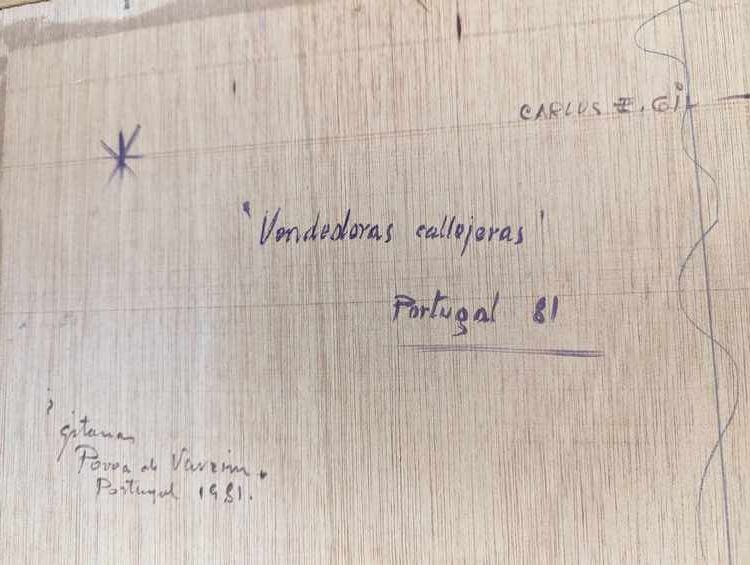 CARLOS Z. GIL
'Vendedoras callejeras'
Portugal 81
gitanas
Povoa de Varzim.
Portugal 1981.